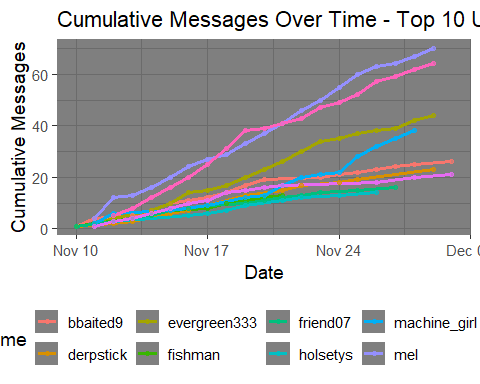 Cumulative Messages Over Time - Top 10 U
Cumulative Messages
60
40
20
0
Nov 10 Nov 17 Nov 24 Dec
Date
me
bbaited9 evergreen333 friend07 machine_girl
derpstick fishman holsetys mel